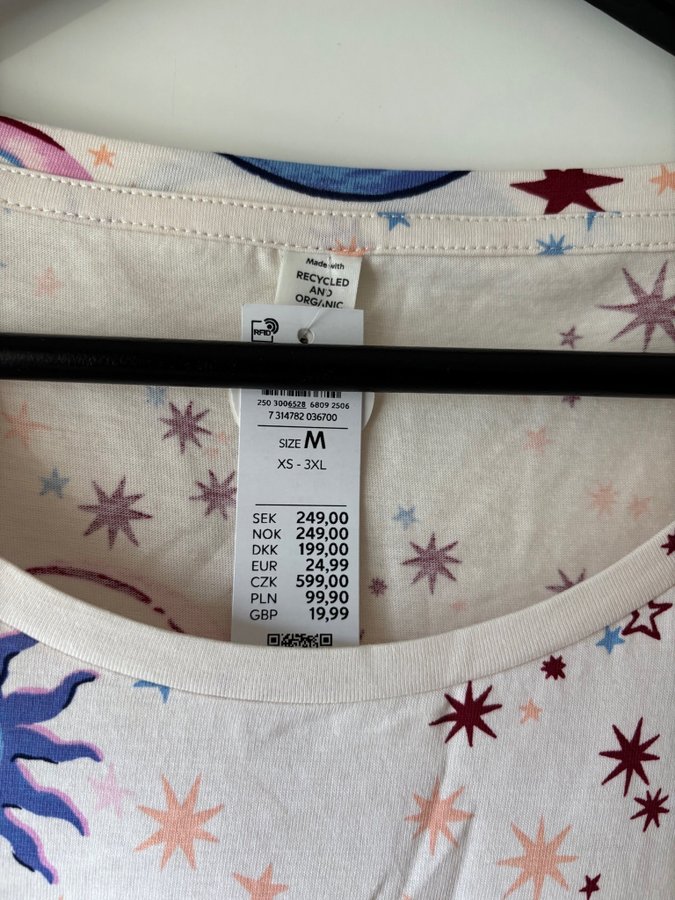 Made with
RECYCLED
AND
ORGANIC
RFID
250 3006528 6809 2506
7 314782 036700
SIZE M
XS - 3XL
SEK 249,00
NOK 249,00
DKK 199,00
EUR 24,99
CZK 599,00
PLN 99,90
GBP 19,99